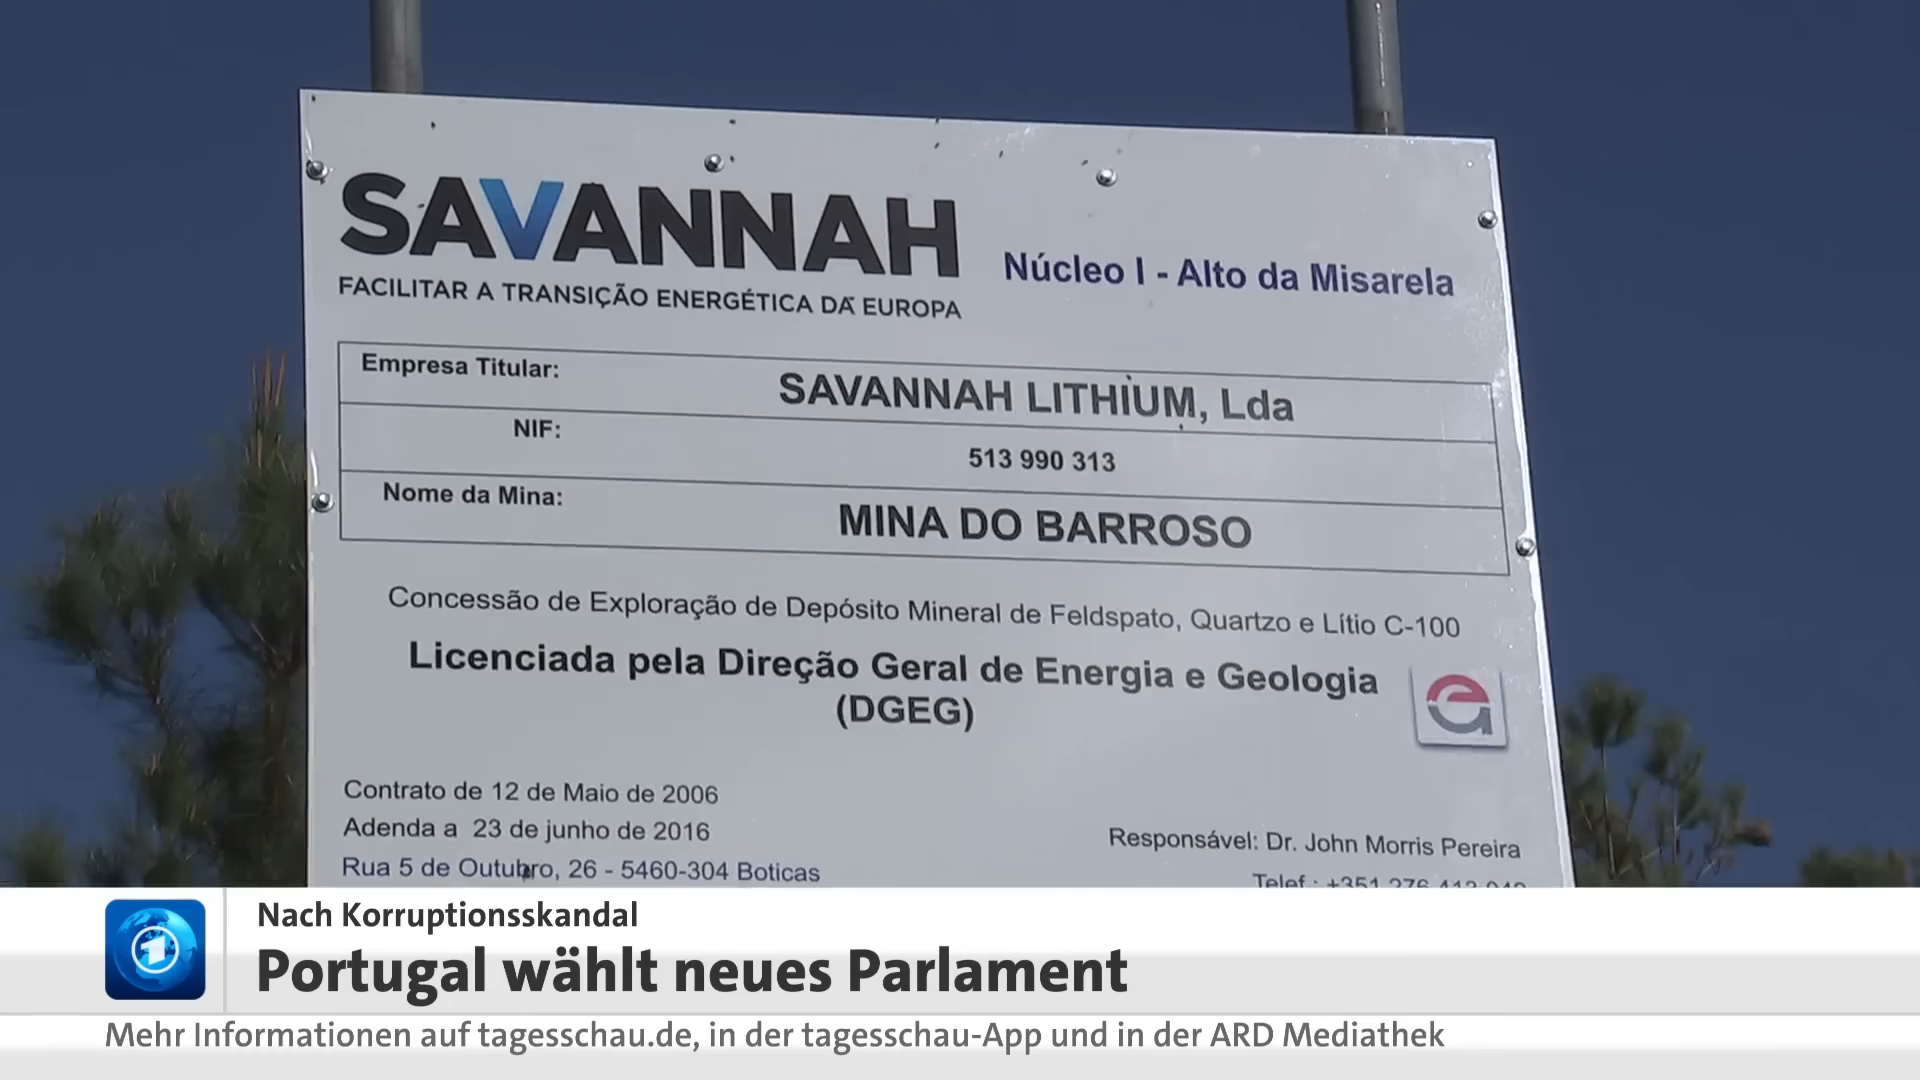 SAVANNAH
FACILITAR A TRANSIÇÃO ENERGÉTICA DA EUROPA
Núcleo I - Alto da Misarela
Empresa Titular: SAVANNAH LITHIUM, Lda
NIF: 513 990 313
Nome da Mina: MINA DO BARROSO
Concessão de Exploração de Depósito Mineral de Feldspato, Quartzo e Lítio C-100
Licenciada pela Direção Geral de Energia e Geologia
(DGEG)
Contrato de 12 de Maio de 2006
Adenda a 23 de junho de 2016
Rua 5 de Outubro, 26 - 5460-304 Boticas
Responsável: Dr. John Morris Pereira
Telef.: +351 276
1
Nach Korruptionsskandal
Portugal wählt neues Parlament
Mehr Informationen auf tagesschau.de, in der tagesschau-App und in der ARD Mediathek